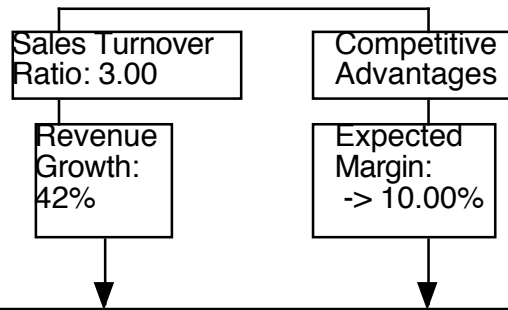 Sales Turnover
Ratio: 3.00
Competitive
Advantages
Revenue
Growth:
42%
Expected
Margin:
-> 10.00%